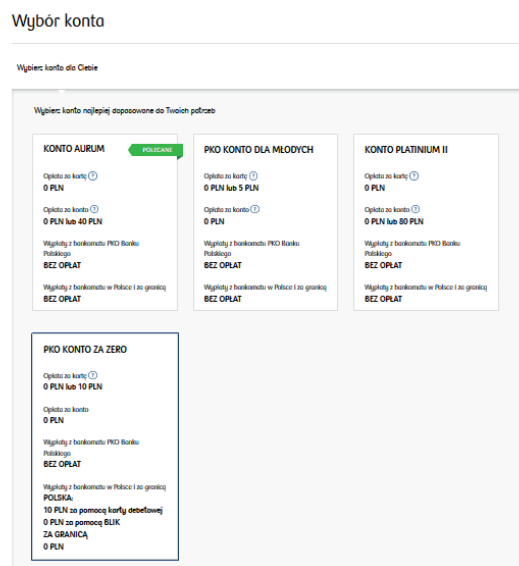 Wybór konta
Wybierz konto dla Ciebie
Wybierz konto najlepiej dopasowane do Twoich potrzeb
KONTO AURUM
POLECANE
Opłata za kartę ?
0 PLN
Opłata za konto ?
0 PLN lub 40 PLN
Wypłaty z bankomatu PKO Banku
Polskiego
BEZ OPŁAT
Wypłaty z bankomatu w Polsce i za granicą
BEZ OPŁAT
PKO KONTO DLA MŁODYCH
Opłata za kartę ?
0 PLN lub 5 PLN
Opłata za konto ?
0 PLN
Wypłaty z bankomatu PKO Banku
Polskiego
BEZ OPŁAT
Wypłaty z bankomatu w Polsce i za granicą
BEZ OPŁAT
KONTO PLATINIUM II
Opłata za kartę ?
0 PLN
Opłata za konto ?
0 PLN lub 80 PLN
Wypłaty z bankomatu PKO Banku
Polskiego
BEZ OPŁAT
Wypłaty z bankomatu w Polsce i za granicą
BEZ OPŁAT
PKO KONTO ZA ZERO
Opłata za kartę ?
0 PLN lub 10 PLN
Opłata za konto
0 PLN
Wypłaty z bankomatu PKO Banku
Polskiego
BEZ OPŁAT
Wypłaty z bankomatu w Polsce i za granicą
POLSKA:
10 PLN za pomocą karty debetowej
0 PLN za pomocą BLIK
ZA GRANICĄ
0 PLN